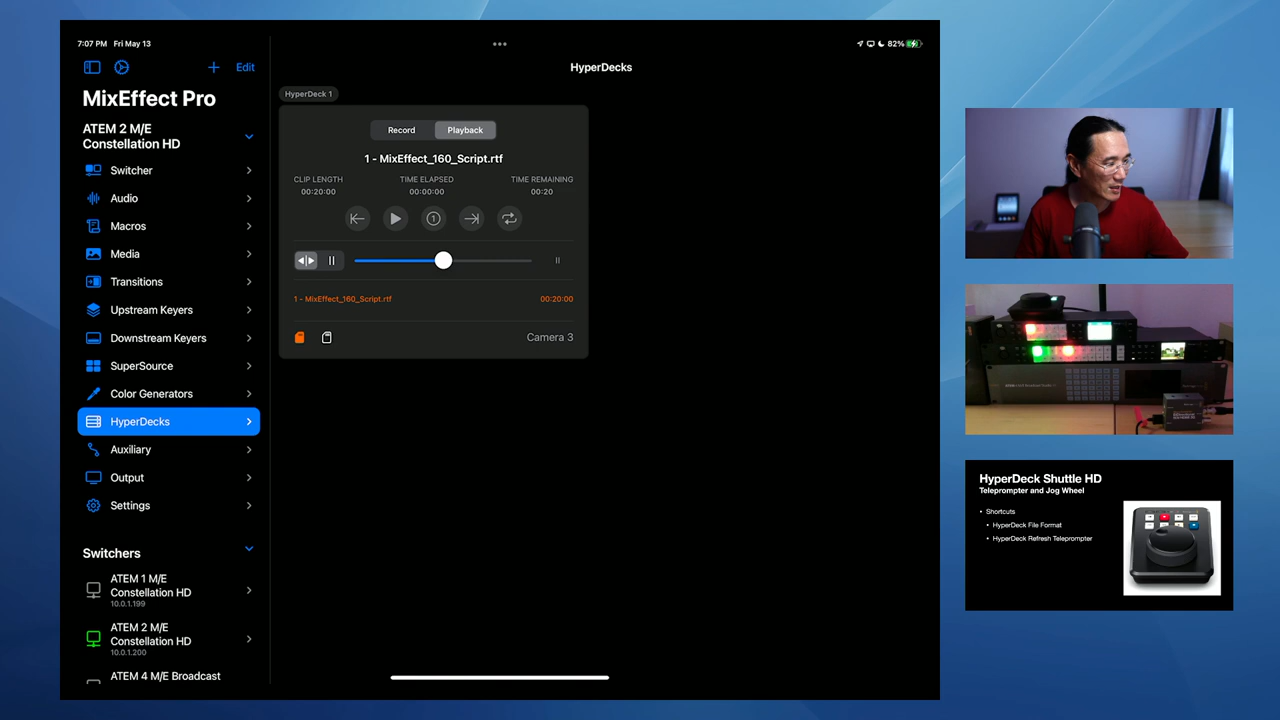 7:07 PM Fri May 13
82%
Edit
HyperDecks
MixEffect Pro
HyperDeck 1
ATEM 2 M/E
Constellation HD
Switcher
Audio
Macros
Media
Transitions
Upstream Keyers
Downstream Keyers
SuperSource
Color Generators
HyperDecks
Auxiliary
Output
Settings
Switchers
ATEM 1 M/E
Constellation HD
10.0.1.199
ATEM 2 M/E
Constellation HD
10.0.1.200
ATEM 4 M/E Broadcast
Record
Playback
1 - MixEffect_160_Script.rtf
CLIP LENGTH
TIME ELAPSED
TIME REMAINING
00:20:00
00:00:00
00:20
1
1 - MixEffect_160_Script.rtf
00:20:00
Camera 3
HyperDeck Shuttle HD
Teleprompter and Jog Wheel
• Shortcuts
• HyperDeck File Format
• HyperDeck Refresh Teleprompter